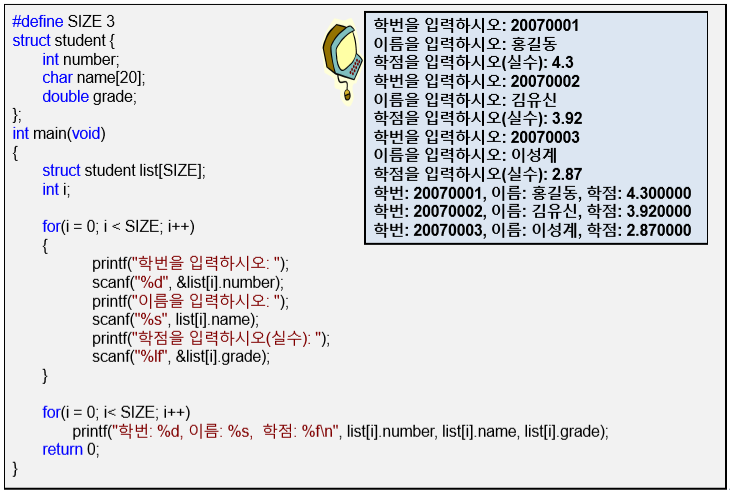 #define SIZE 3
struct student {
int number;
char name[20];
double grade;
};
int main(void)
{
struct student list[SIZE];
int i;
for(i = 0; i < SIZE; i++)
{
printf("학번을 입력하시오: ");
scanf("%d", &list[i].number);
printf("이름을 입력하시오: ");
scanf("%s", list[i].name);
printf("학점을 입력하시오(실수): ");
scanf("%lf", &list[i].grade);
}
for(i = 0; i< SIZE; i++)
printf("학번: %d, 이름: %s, 학점: %f\n", list[i].number, list[i].name, list[i].grade);
return 0;
}
학번을 입력하시오: 20070001
이름을 입력하시오: 홍길동
학점을 입력하시오(실수): 4.3
학번을 입력하시오: 20070002
이름을 입력하시오: 김유신
학점을 입력하시오(실수): 3.92
학번을 입력하시오: 20070003
이름을 입력하시오: 이성계
학점을 입력하시오(실수): 2.87
학번: 20070001, 이름: 홍길동, 학점: 4.300000
학번: 20070002, 이름: 김유신, 학점: 3.920000
학번: 20070003, 이름: 이성계, 학점: 2.870000